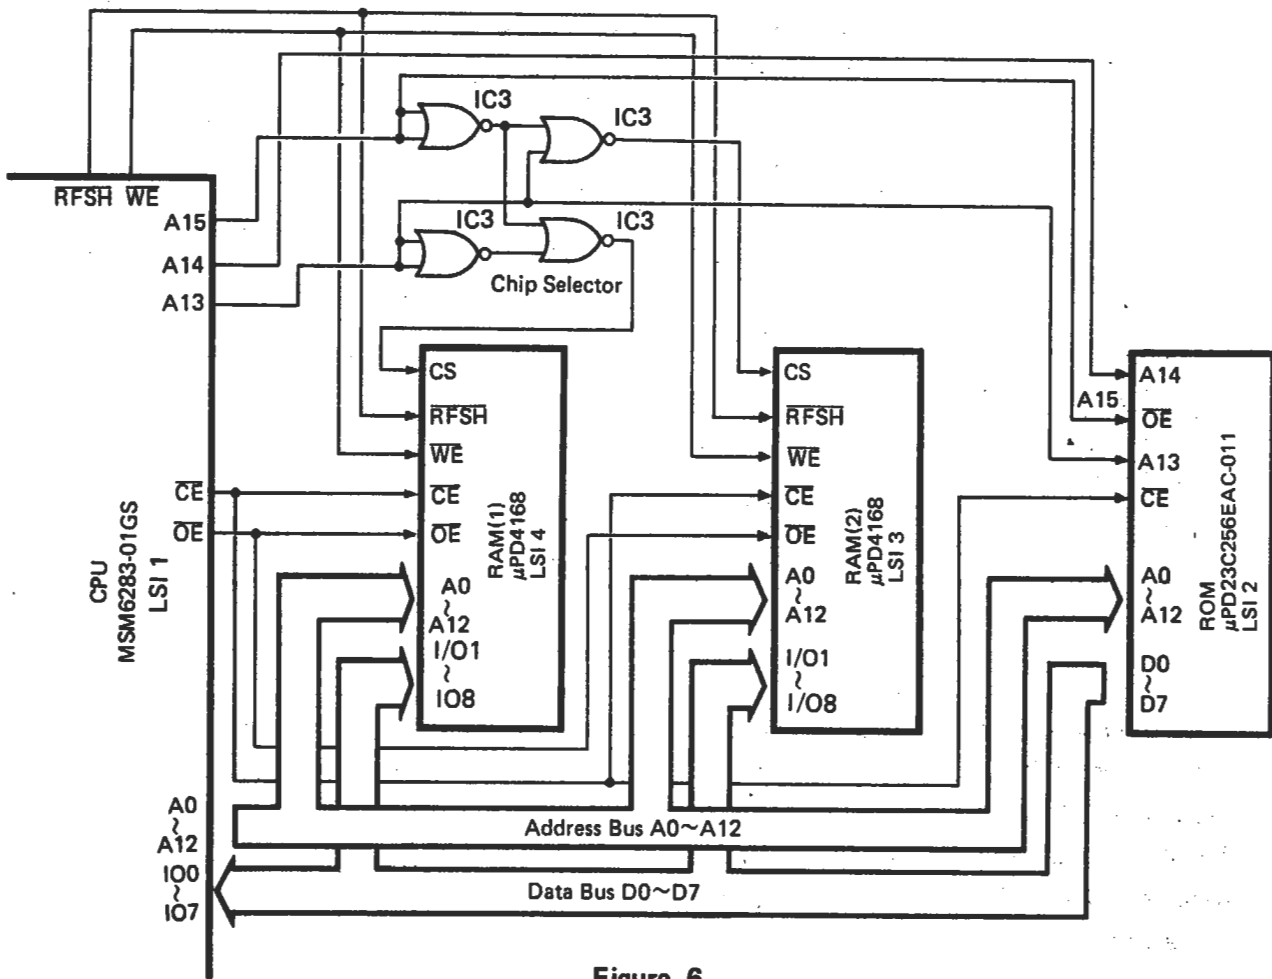 IC3
IC3
RFSH WE
A15
A14
A13
IC3
IC3
Chip Selector
CS
RFSH
WE
CE
OE
A0
~
A12
I/O1
~
IO8
RAM(1)
μPD4168
LSI 4
CS
RFSH
WE
CE
OE
A0
~
A12
I/O1
~
I/O8
RAM(2)
μPD4168
LSI 3
A15
A14
OE
A13
CE
A0
~
A12
D0
~
D7
ROM
μPD23C256EAC-011
LSI 2
CE
OE
CPU
MSM6283-01GS
LSI 1
A0
~
A12
IO0
~
IO7
Address Bus A0~A12
Data Bus D0~D7
Figure 6